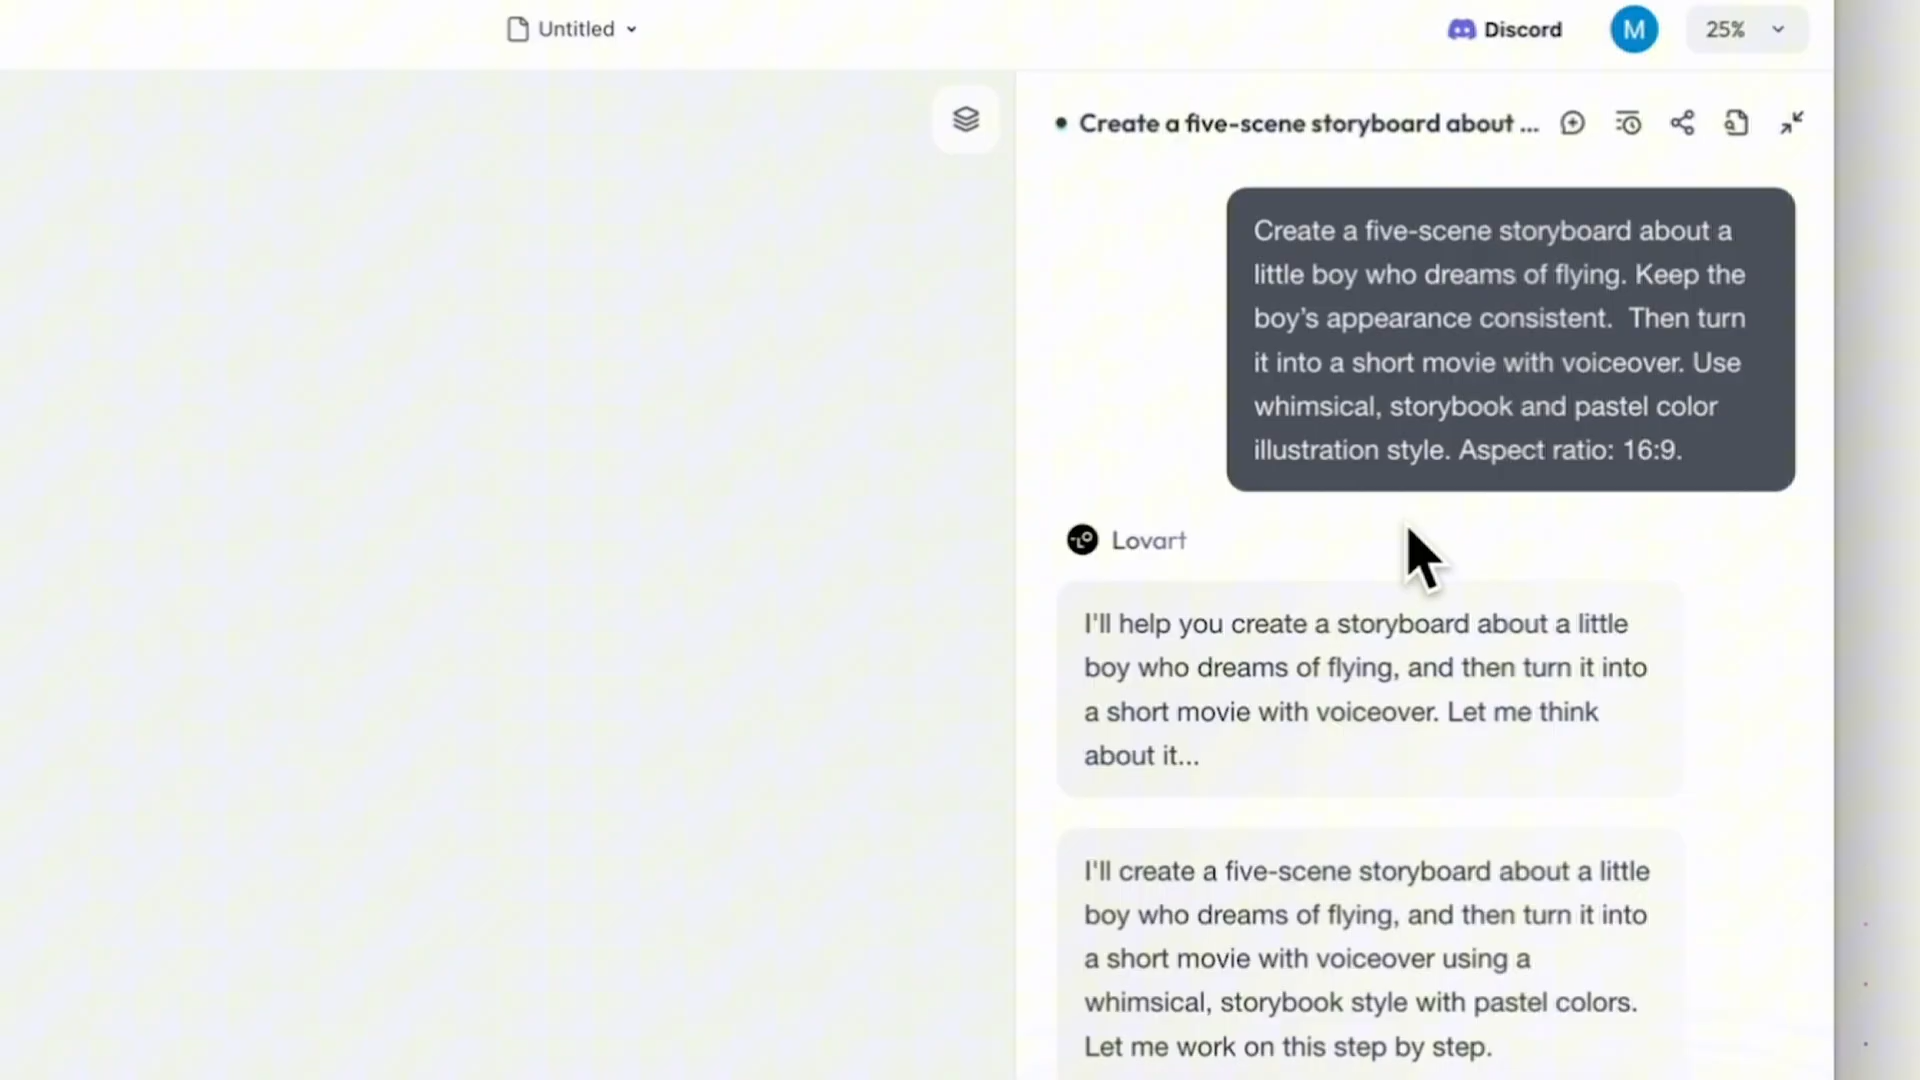 Untitled
Discord
M
25%
Create a five-scene storyboard about ...
Create a five-scene storyboard about a
little boy who dreams of flying. Keep the
boy's appearance consistent.  Then turn
it into a short movie with voiceover. Use
whimsical, storybook and pastel color
illustration style. Aspect ratio: 16:9.
Lovart
I'll help you create a storyboard about a little
boy who dreams of flying, and then turn it into
a short movie with voiceover. Let me think
about it...
I'll create a five-scene storyboard about a little
boy who dreams of flying, and then turn it into
a short movie with voiceover using a
whimsical, storybook style with pastel colors.
Let me work on this step by step.